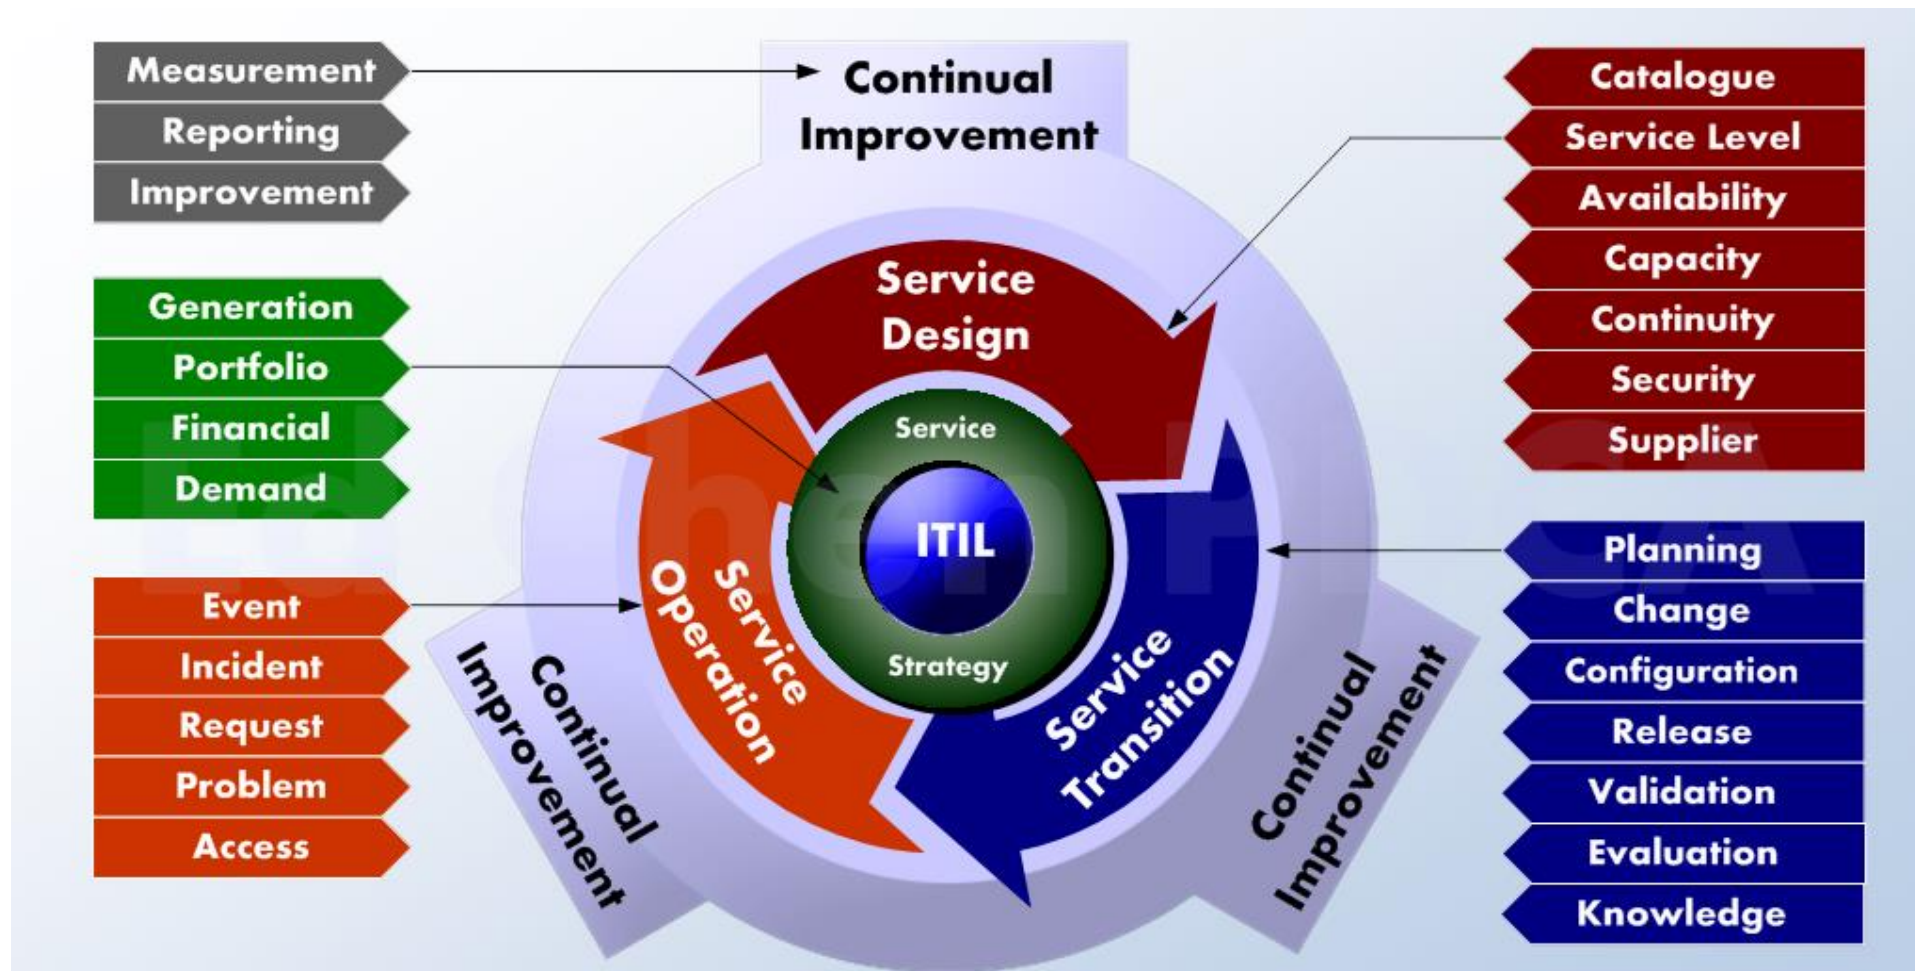 Measurement
Reporting
Improvement
Generation
Portfolio
Financial
Demand
Event
Incident
Request
Problem
Access
Continual
Improvement
Service
Design
Service
Strategy
ITIL
Service
Operation
Service
Transition
Continual
Improvement
Continual
Improvement
Catalogue
Service Level
Availability
Capacity
Continuity
Security
Supplier
Planning
Change
Configuration
Release
Validation
Evaluation
Knowledge